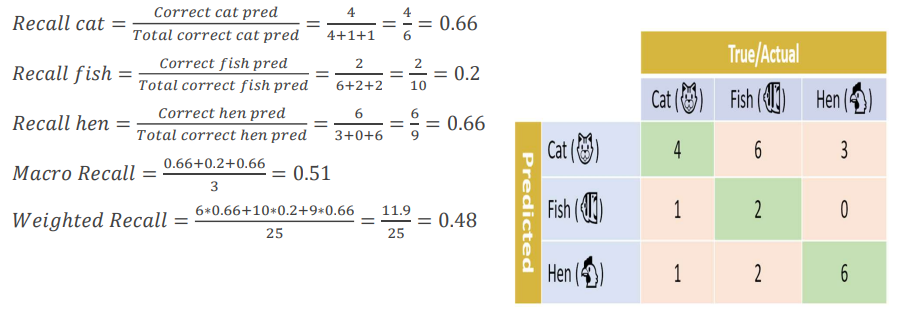 Recall cat = Correct cat pred / Total correct cat pred = 4 / 4+1+1 = 4 / 6 = 0.66
Recall fish = Correct fish pred / Total correct fish pred = 2 / 6+2+2 = 2 / 10 = 0.2
Recall hen = Correct hen pred / Total correct hen pred = 6 / 3+0+6 = 6 / 9 = 0.66
Macro Recall = 0.66+0.2+0.66 / 3 = 0.51
Weighted Recall = 6*0.66+10*0.2+9*0.66 / 25 = 11.9 / 25 = 0.48
True/Actual
Cat () Fish () Hen ()
Predicted
Cat () 4 6 3
Fish () 1 2 0
Hen () 1 2 6